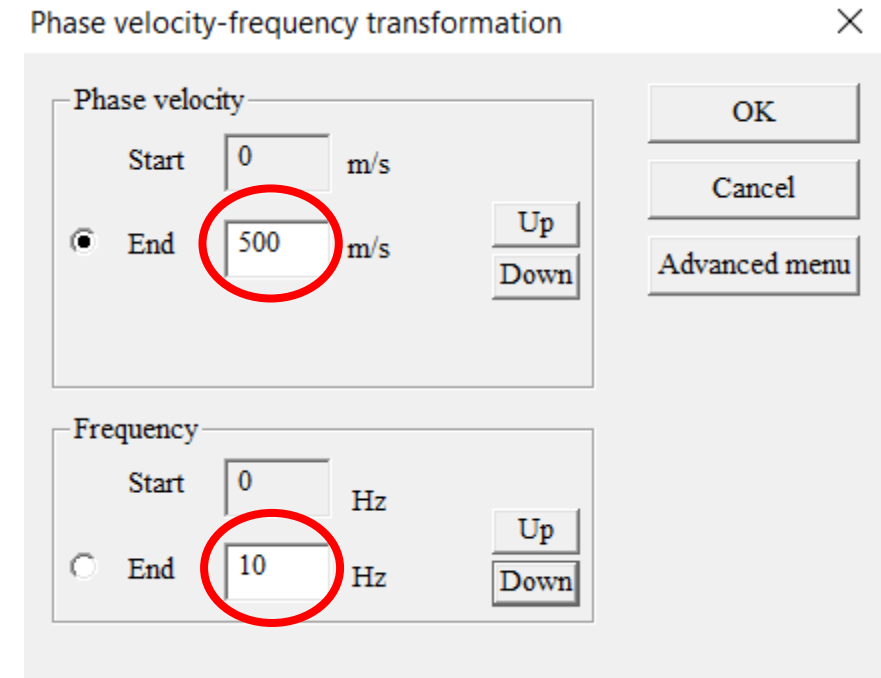 Phase velocity-frequency transformation
Phase velocity
Start 0 m/s
End 500 m/s
Up
Down
OK
Cancel
Advanced menu
Frequency
Start 0 Hz
End 10 Hz
Up
Down